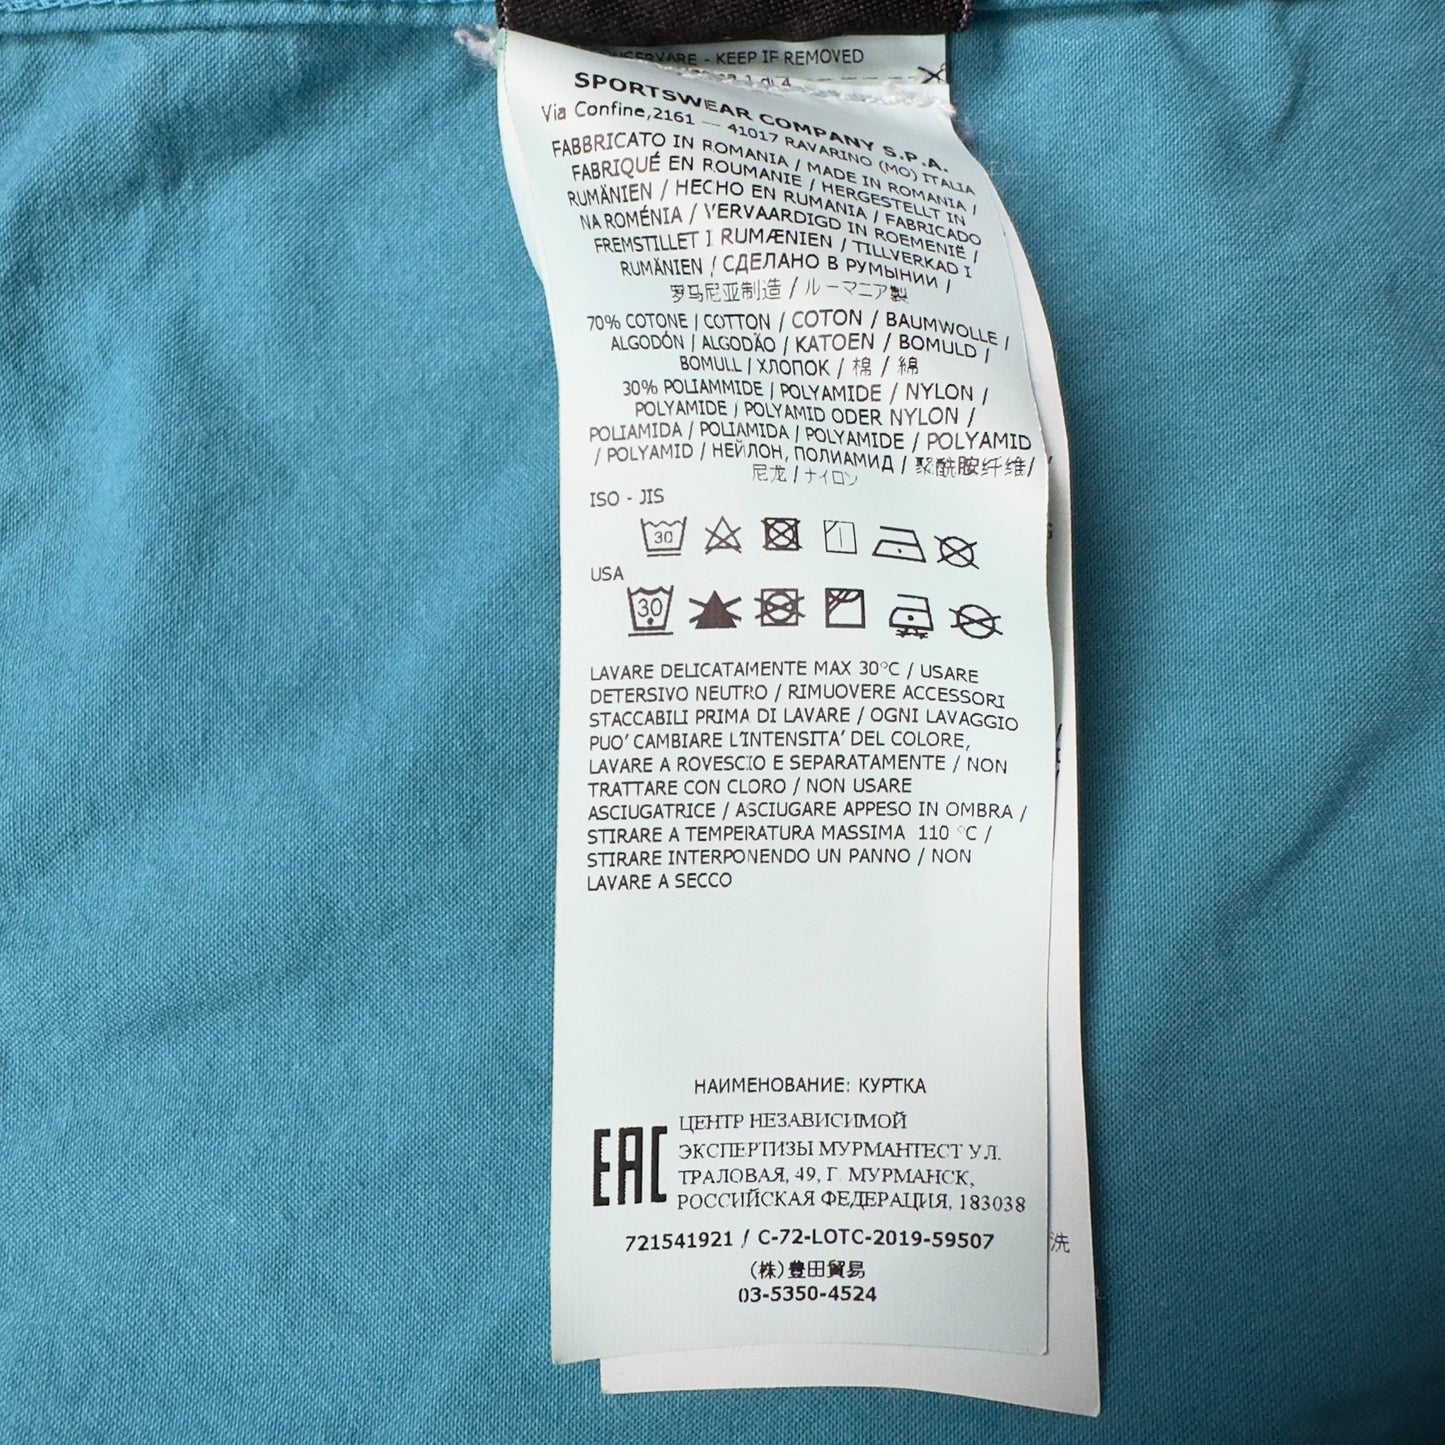 - KEEP IF REMOVED
SPORTSWEAR COMPANY S.P.A.
Via Confine,2161 — 41017 RAVARINO (MO) ITALIA
FABBRICATO IN ROMANIA / MADE IN ROMANIA /
FABRIQUÉ EN ROUMANIE / HERGESTELLT IN
RUMÄNIEN / HECHO EN RUMANIA / FABRICADO
NA ROMÉNIA / VERVAARDIGD IN ROEMENIË /
FREMSTILLET I RUMÆNIEN / TILLVERKAD I
RUMÄNIEN / СДЕЛАНО В РУМЫНИИ /
罗马尼亚制造 / ルーマニア製
70% COTONE / COTTON / COTON / BAUMWOLLE /
ALGODÓN / ALGODÃO / KATOEN / BOMULD /
BOMULL / ХЛОПОК / 棉 / 綿
30% POLIAMMIDE / POLYAMIDE / NYLON /
POLYAMIDE / POLYAMID ODER NYLON /
POLIAMIDA / POLIAMIDA / POLYAMIDE / POLYAMID
/ POLYAMID / НЕЙЛОН, ПОЛИАМИД / 聚酰胺纤维/
尼龙 / ナイロン
ISO - JIS
30
USA
30
LAVARE DELICATAMENTE MAX 30°C / USARE
DETERSIVO NEUTRO / RIMUOVERE ACCESSORI
STACCABILI PRIMA DI LAVARE / OGNI LAVAGGIO
PUO' CAMBIARE L'INTENSITA' DEL COLORE,
LAVARE A ROVESCIO E SEPARATAMENTE / NON
TRATTARE CON CLORO / NON USARE
ASCIUGATRICE / ASCIUGARE APPESO IN OMBRA /
STIRARE A TEMPERATURA MASSIMA 110 °C /
STIRARE INTERPONENDO UN PANNO / NON
LAVARE A SECCO
НАИМЕНОВАНИЕ: КУРТКА
EAC
ЦЕНТР НЕЗАВИСИМОЙ
ЭКСПЕРТИЗЫ МУРМАНТЕСТ УЛ.
ТРАЛОВАЯ, 49, Г. МУРМАНСК,
РОССИЙСКАЯ ФЕДЕРАЦИЯ, 183038
721541921 / C-72-LOTC-2019-59507
(株)豊田貿易
03-5350-4524
洗